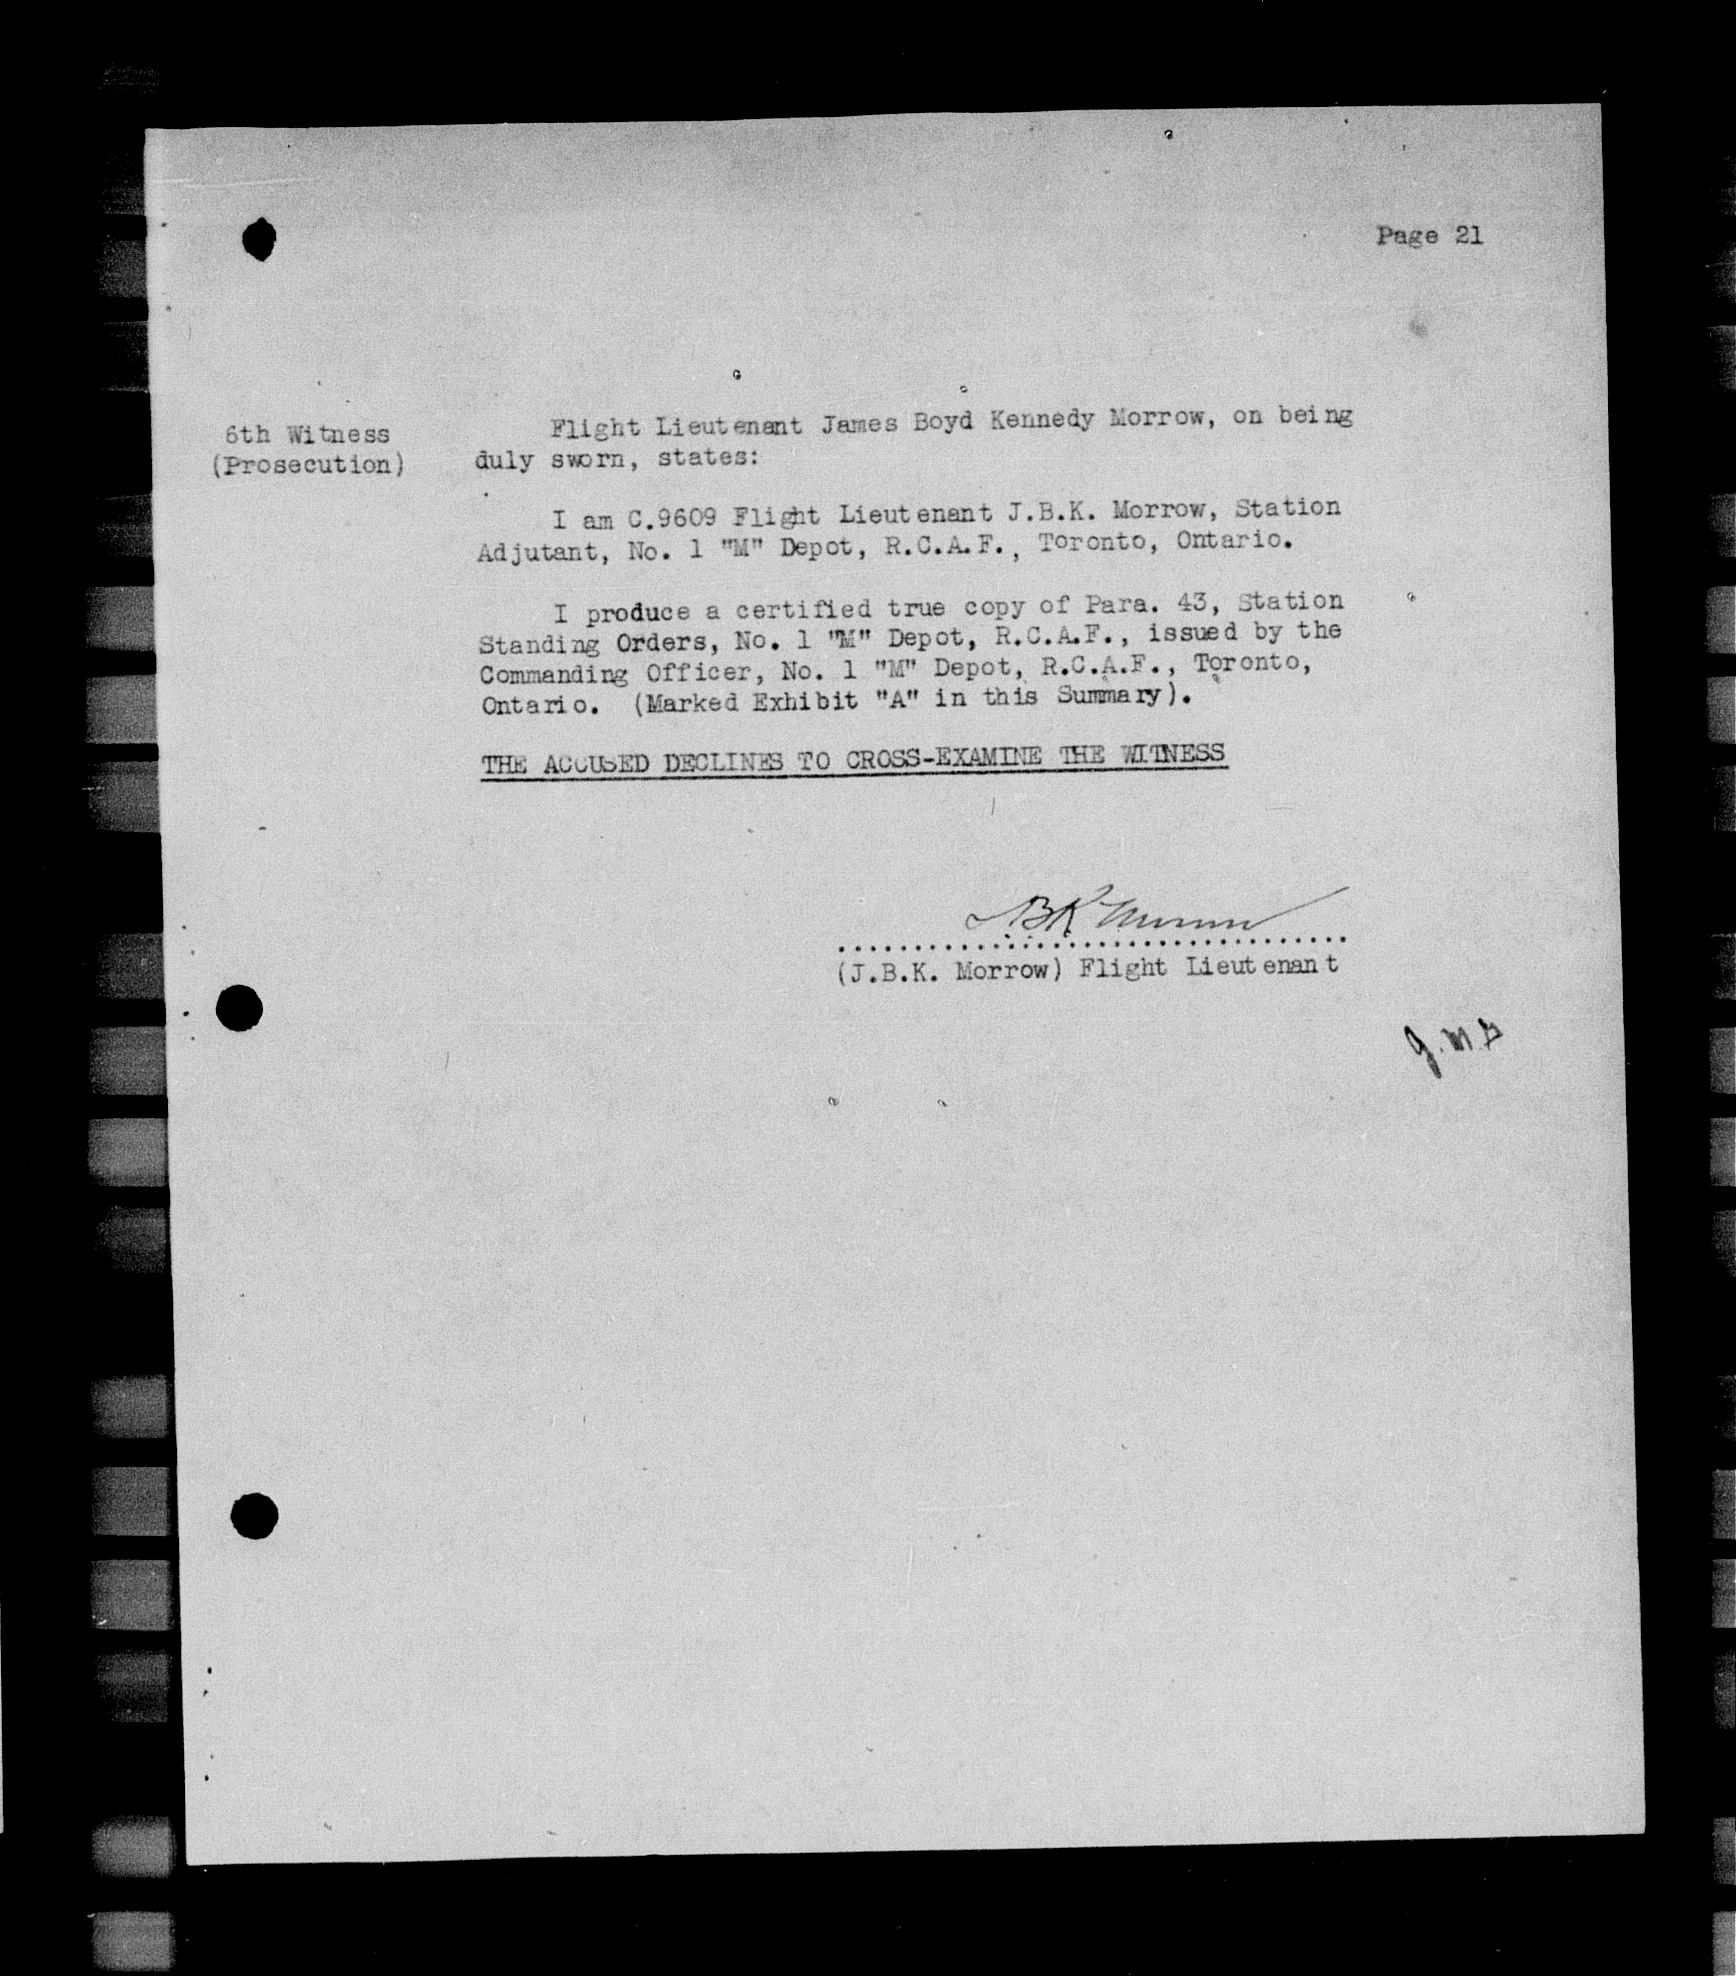 Page 21
6th Witness
(Prosecution)
Flight Lieutenant James Boyd Kennedy Morrow, on being
duly sworn, states:
I am C.9609 Flight Lieutenant J.B.K. Morrow, Station
Adjutant, No. 1 "M" Depot, R.C.A.F., Toronto, Ontario.
I produce a certified true copy of Para. 43, Station
Standing Orders, No. 1 "M" Depot, R.C.A.F., issued by the
Commanding Officer, No. 1 "M" Depot, R.C.A.F., Toronto,
Ontario. (Marked Exhibit "A" in this Summary).
THE ACCUSED DECLINES TO CROSS-EXAMINE THE WITNESS
JBK Morrow
(J.B.K. Morrow) Flight Lieutenant